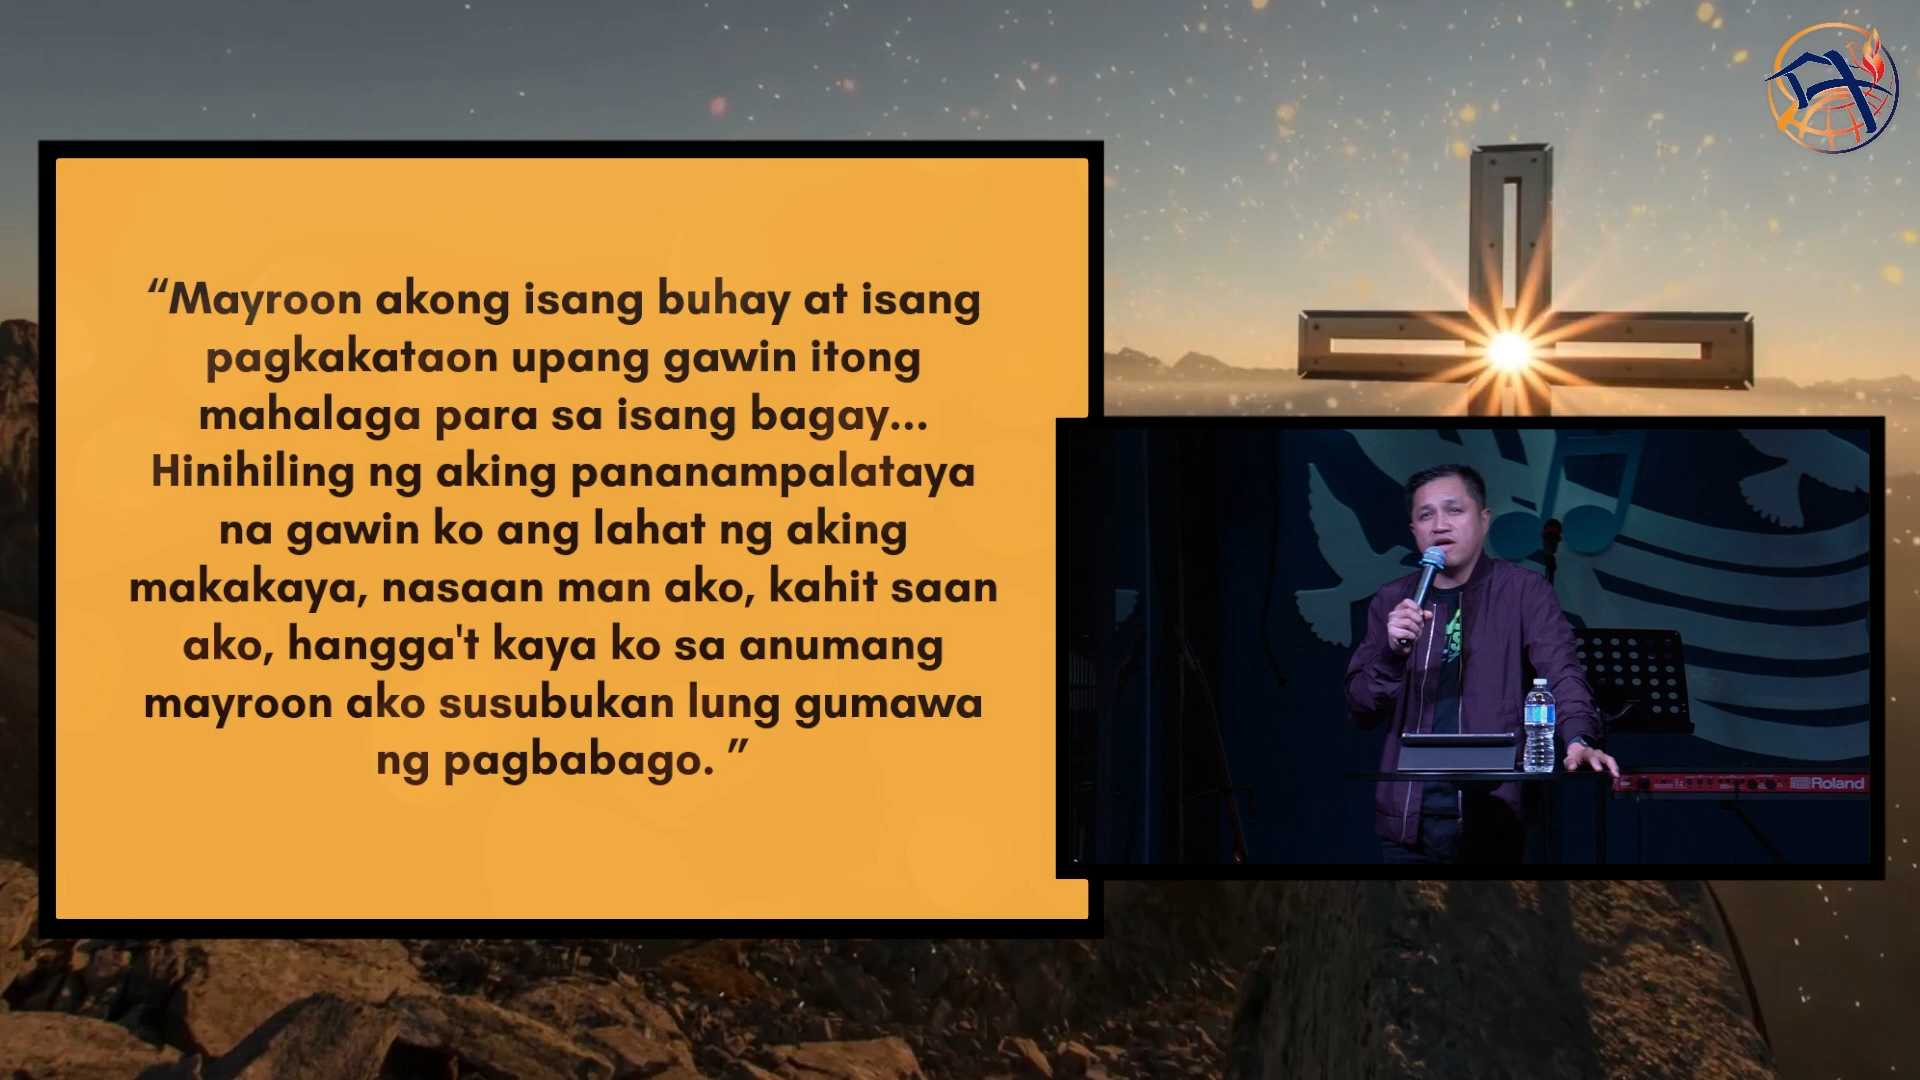 “Mayroon akong isang buhay at isang
pagkakataon upang gawin itong
mahalaga para sa isang bagay...
Hinihiling ng aking pananampalataya
na gawin ko ang lahat ng aking
makakaya, nasaan man ako, kahit saan
ako, hangga't kaya ko sa anumang
mayroon ako susubukan lung gumawa
ng pagbabago. ”
Roland